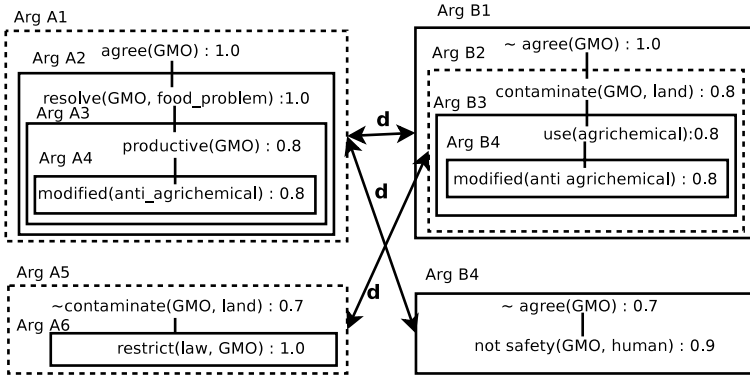 Arg A1
agree(GMO) : 1.0
Arg A2
resolve(GMO, food_problem) :1.0
Arg A3
productive(GMO) : 0.8
Arg A4
modified(anti_agrichemical) : 0.8
Arg B1
~ agree(GMO) : 1.0
Arg B2
contaminate(GMO, land) : 0.8
Arg B3
use(agrichemical):0.8
Arg B4
modified(anti agrichemical) : 0.8
d
d
d
Arg A5
~contaminate(GMO, land) : 0.7
Arg A6
restrict(law, GMO) : 1.0
Arg B4
~ agree(GMO) : 0.7
not safety(GMO, human) : 0.9